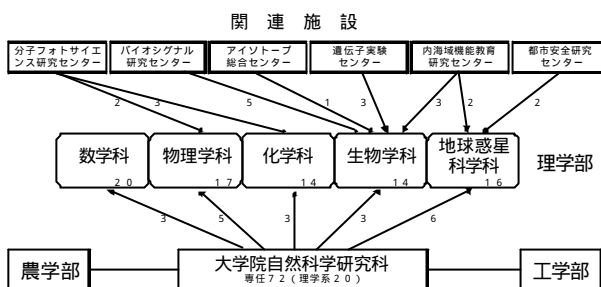 関連施設
分子フォトサイエ
ンス研究センター
バイオシグナル
研究センター
アイソトープ
総合センター
遺伝子実験
センター
内海域機能教育
研究センター
都市安全研究
センター
2 3 5 1 3 3 2 2
数学科
20
物理学科
17
化学科
14
生物学科
14
地球惑星
科学科
16
理学部
3 5 3 3 6
農学部
大学院自然科学研究科
専任72(理学系20)
工学部